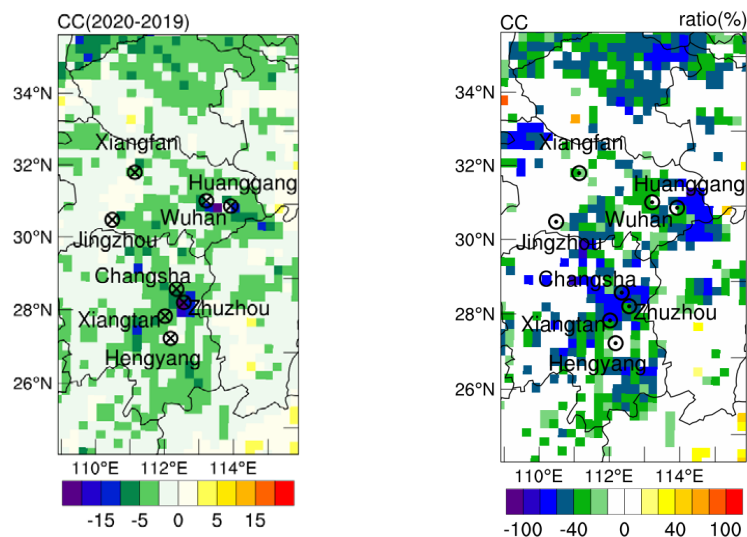 CC(2020-2019)
34°N
32°N
30°N
28°N
26°N
Xiangfan
Huanggang
Wuhan
Jingzhou
Changsha
Zhuzhou
Xiangtan
Hengyang
110°E 112°E 114°E
-15 -5 0 5 15
CC ratio(%)
34°N
32°N
30°N
28°N
26°N
Xiangfan
Huanggang
Wuhan
Jingzhou
Changsha
Zhuzhou
Xiangtan
Hengyang
110°E 112°E 114°E
-100 -40 0 40 100